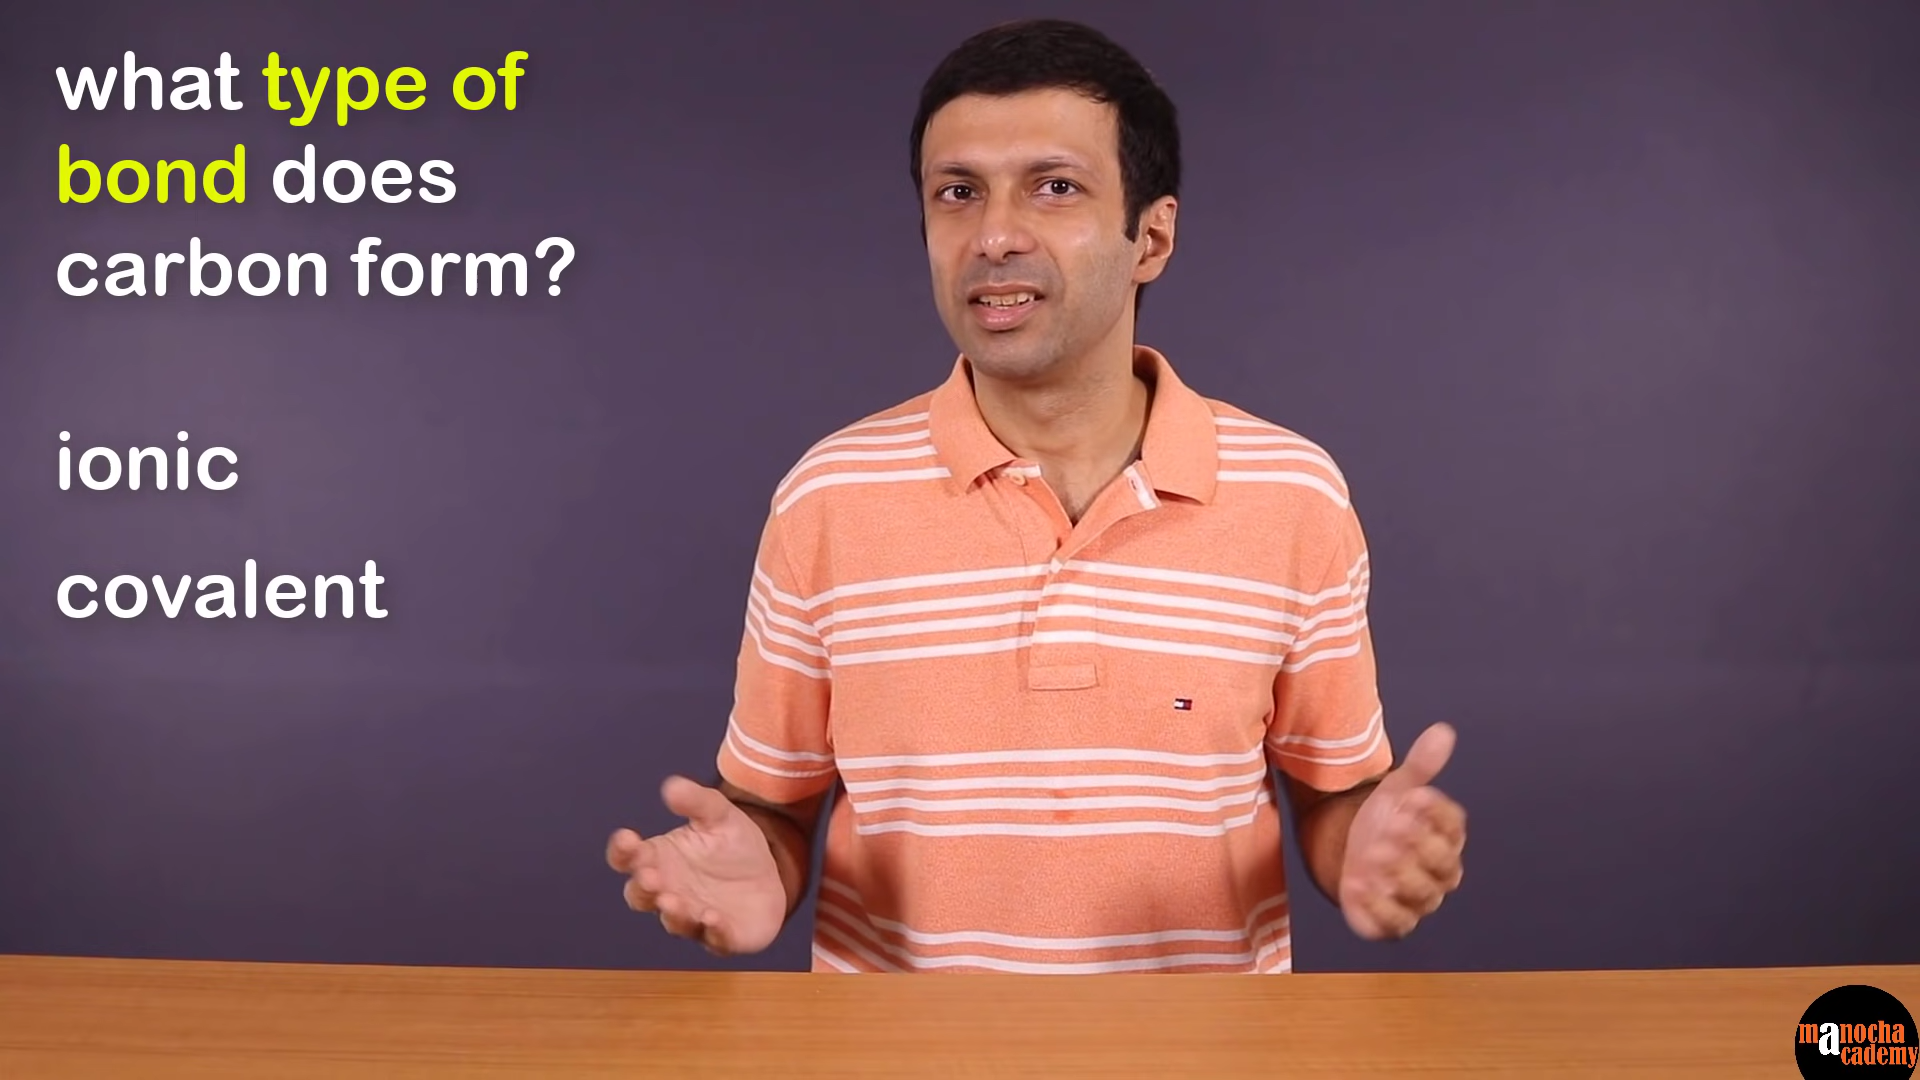 what type of
bond does
carbon form?
ionic
covalent
manocha
academy